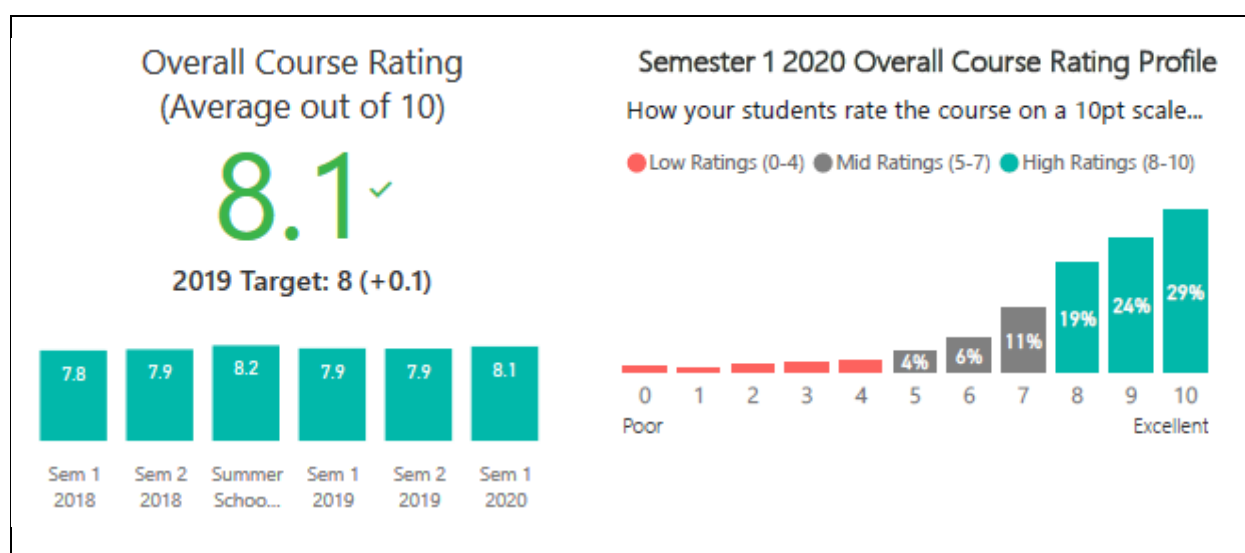 Overall Course Rating
(Average out of 10)
8.1
2019 Target: 8 (+0.1)
7.8 7.9 8.2 7.9 7.9 8.1
Sem 1 Sem 2 Summer Sem 1 Sem 2 Sem 1
2018 2018 Schoo... 2019 2019 2020
Semester 1 2020 Overall Course Rating Profile
How your students rate the course on a 10pt scale...
Low Ratings (0-4) Mid Ratings (5-7) High Ratings (8-10)
4% 6% 11% 19% 24% 29%
0 1 2 3 4 5 6 7 8 9 10
Poor Excellent